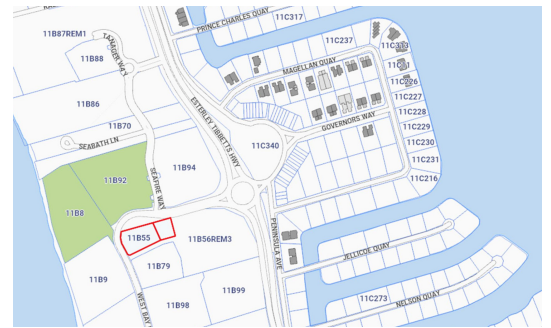 PRINCE CHARLES QUAY
11C317
11B87REM1
TANAGER WAY
11B88
11C237
11C313
MAGELLAN QUAY
11C226
11C227
11B86
ESTERLEY TIBBETTS HWY
GOVERNORS WAY
11C228
11B70
11C229
SEABATH LN
11C340
11C230
11B94
11C231
11B92
SEAFIRE WAY
11C216
11B8
11B55
11B56REM3
PENINSULA AVE
11B79
JELLICOE QUAY
11B9
11B99
WEST BAY
11B98
11C273
NELSON QUAY